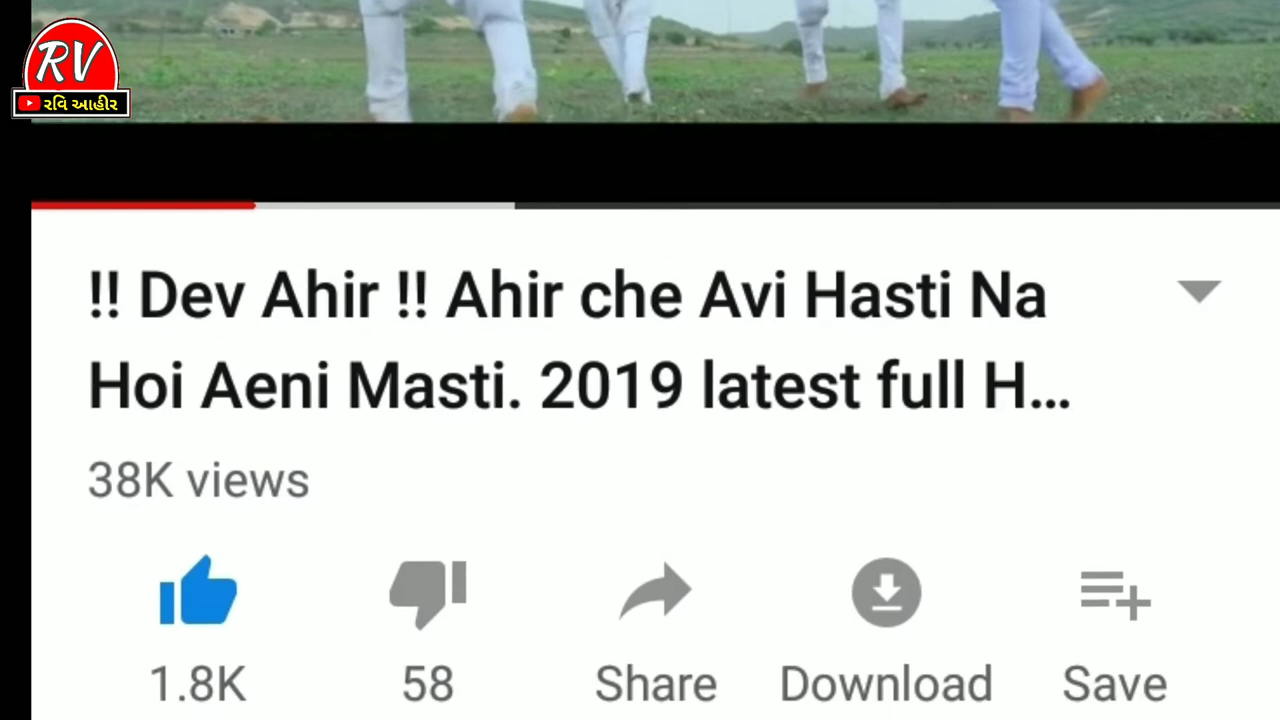 RV
રવિ આહીર
!! Dev Ahir !! Ahir che Avi Hasti Na
Hoi Aeni Masti. 2019 latest full H...
38K views
1.8K 58 Share Download Save